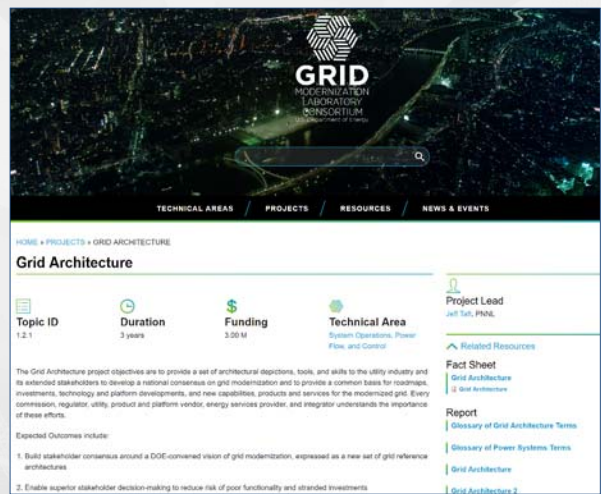 GRID
MODERNIZATION
LABORATORY
CONSORTIUM
U.S. Department of Energy
TECHNICAL AREAS / PROJECTS / RESOURCES / NEWS & EVENTS
HOME » PROJECTS » GRID ARCHITECTURE
Grid Architecture
Topic ID
1.2.1
Duration
3 years
Funding
3.00 M
Technical Area
System Operations, Power
Flow, and Control
The Grid Architecture project objectives are to provide a set of architectural depictions, tools, and skills to the utility industry and
its extended stakeholders to develop a national consensus on grid modernization and to provide a common basis for roadmaps,
investments, technology and platform developments, and new capabilities, products and services for the modernized grid. Every
commission, regulator, utility, product and platform vendor, energy services provider, and integrator understands the importance
of these efforts.
Expected Outcomes include:
1. Build stakeholder consensus around a DOE-convened vision of grid modernization, expressed as a new set of grid reference
architectures
2. Enable superior stakeholder decision-making to reduce risk of poor functionality and stranded investments
Project Lead
Jeff Taft, PNNL
Related Resources
Fact Sheet
Grid Architecture
Grid Architecture
Report
Glossary of Grid Architecture Terms
Glossary of Power Systems Terms
Grid Architecture
Grid Architecture 2